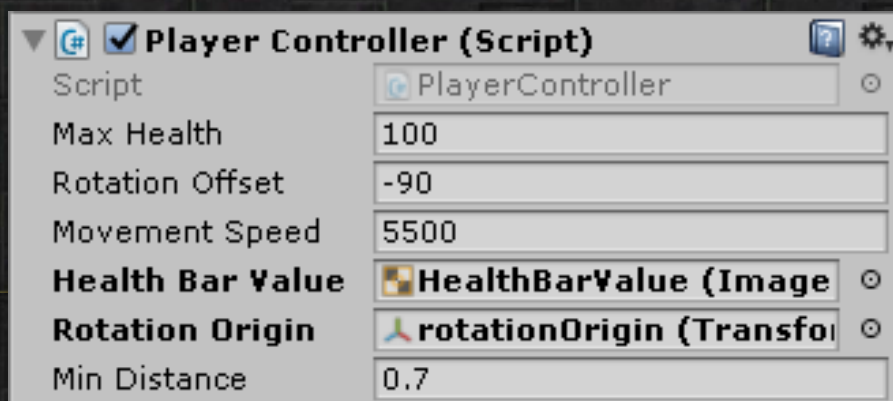 Player Controller (Script)
Script PlayerController
Max Health 100
Rotation Offset -90
Movement Speed 5500
Health Bar Value HealthBarValue (Image
Rotation Origin rotationOrigin (Transfo
Min Distance 0.7